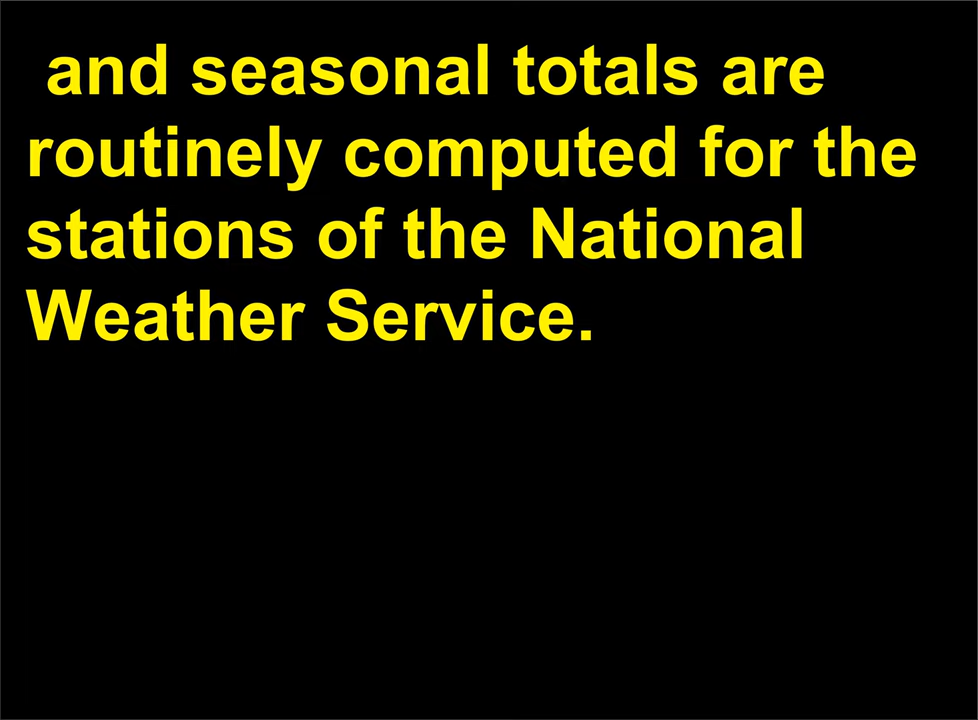 and seasonal totals are
routinely computed for the
stations of the National
Weather Service.